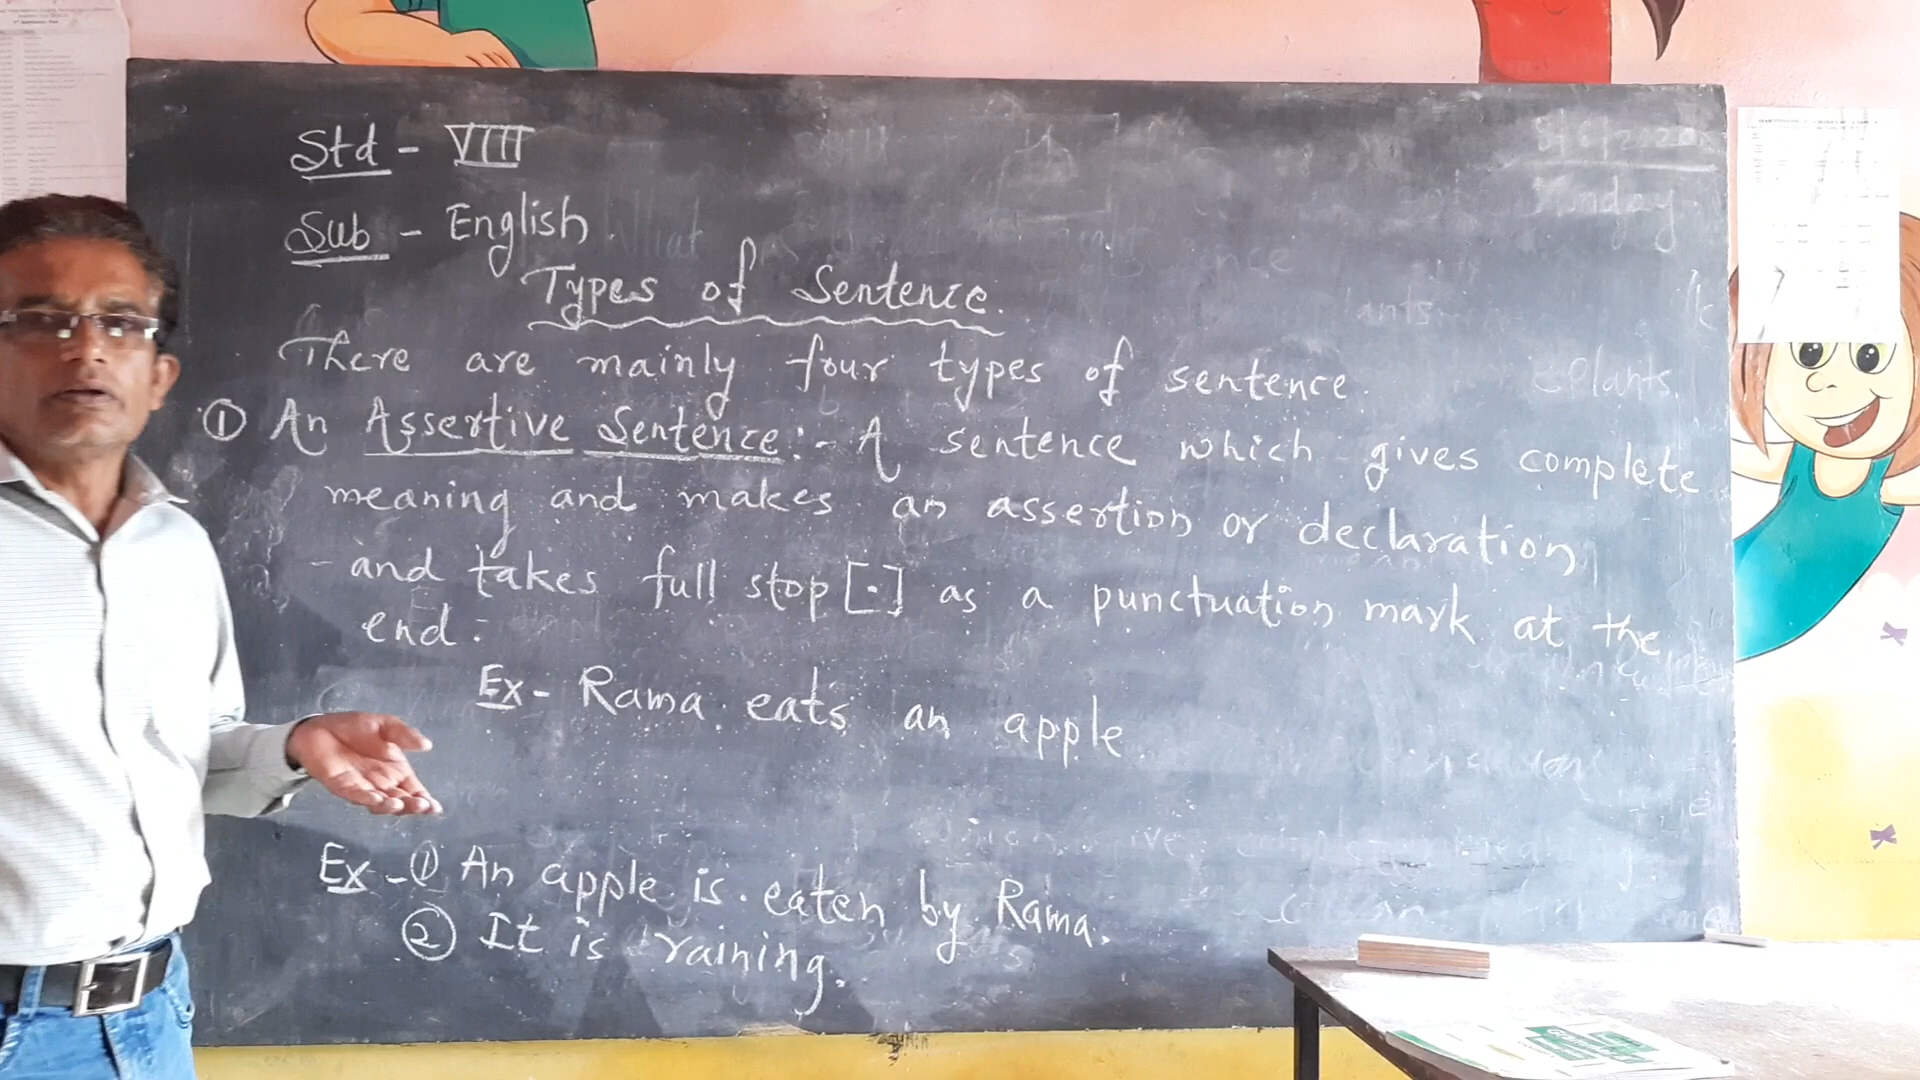 Std - VIII
Sub - English.
Types of Sentence.
There are mainly four types of sentence.
① An Assertive Sentence:- A sentence which gives complete
meaning and makes an assertion or declaration,
- and takes full stop [.] as a punctuation mark at the
end:
Ex- Rama eats an apple
Ex-① An apple is eaten by Rama.
② It is raining.